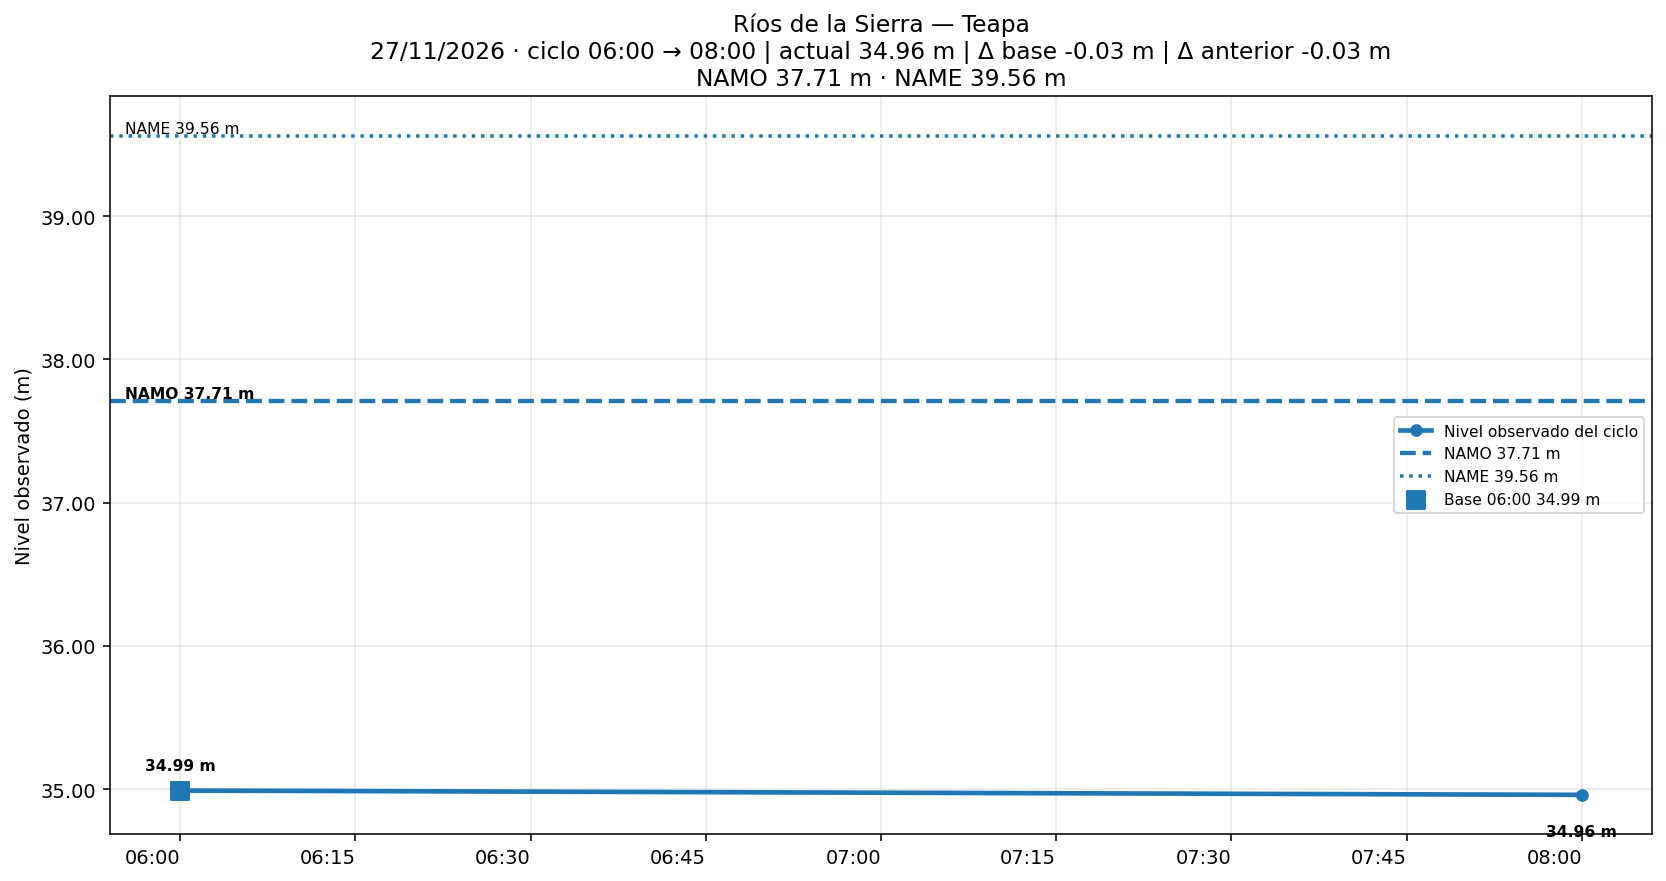 Ríos de la Sierra — Teapa
27/11/2026 · ciclo 06:00 → 08:00 | actual 34.96 m | Δ base -0.03 m | Δ anterior -0.03 m
NAMO 37.71 m · NAME 39.56 m
NAME 39.56 m
39.00
38.00
NAMO 37.71 m
Nivel observado del ciclo
NAMO 37.71 m
NAME 39.56 m
Base 06:00 34.99 m
37.00
Nivel observado (m)
36.00
34.99 m
35.00
34.96 m
06:00 06:15 06:30 06:45 07:00 07:15 07:30 07:45 08:00